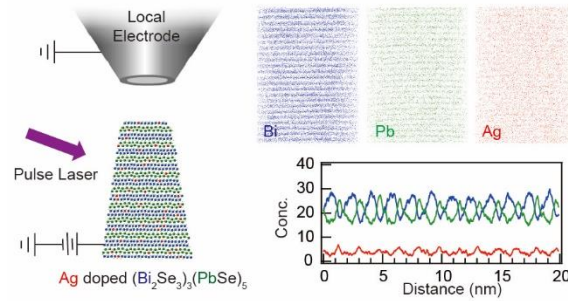 Local
Electrode
Pulse Laser
Ag doped (Bi₂Se₃)₃(PbSe)₅
Bi
Pb
Ag
Conc.
40
30
20
10
0
0
5
10
15
20
Distance (nm)